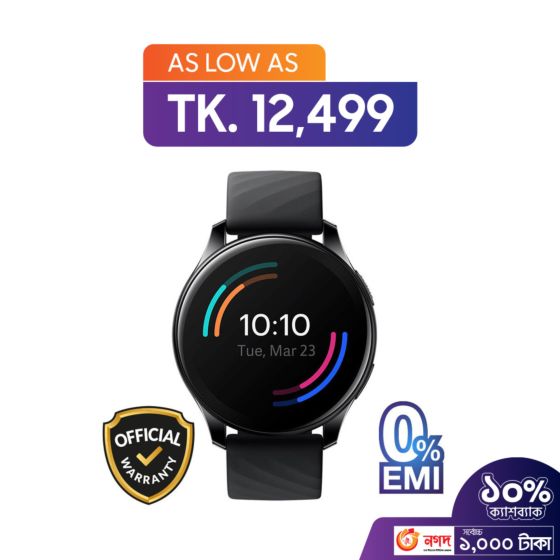 AS LOW AS
TK. 12,499
10:10
Tue, Mar 23
OFFICIAL
WARRANTY
0%
EMI
১০%
ক্যাশব্যাক
নগদ
সর্বোচ্চ
১,০০০ টাকা